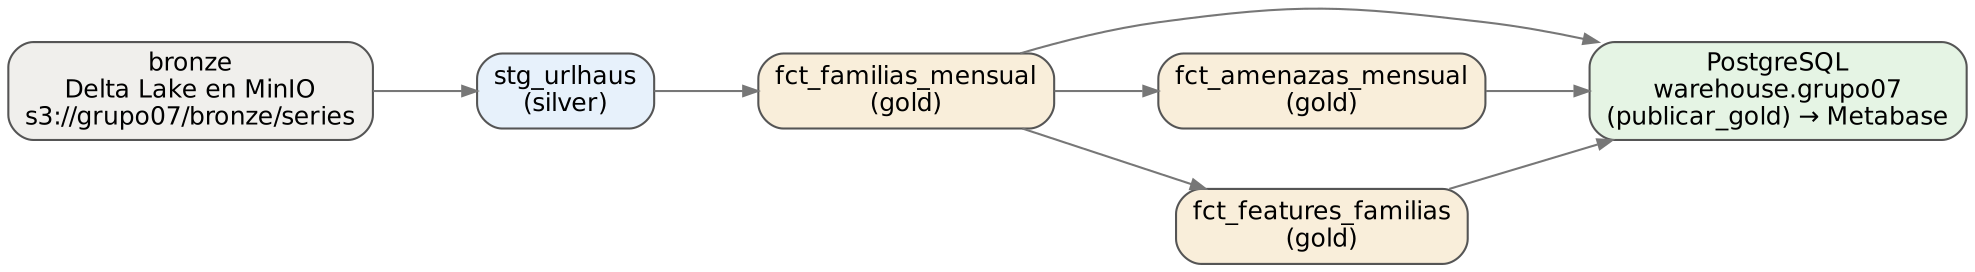 bronze
Delta Lake en MinIO
s3://grupo07/bronze/series
stg_urlhaus
(silver)
fct_familias_mensual
(gold)
fct_amenazas_mensual
(gold)
fct_features_familias
(gold)
PostgreSQL
warehouse.grupo07
(publicar_gold) → Metabase